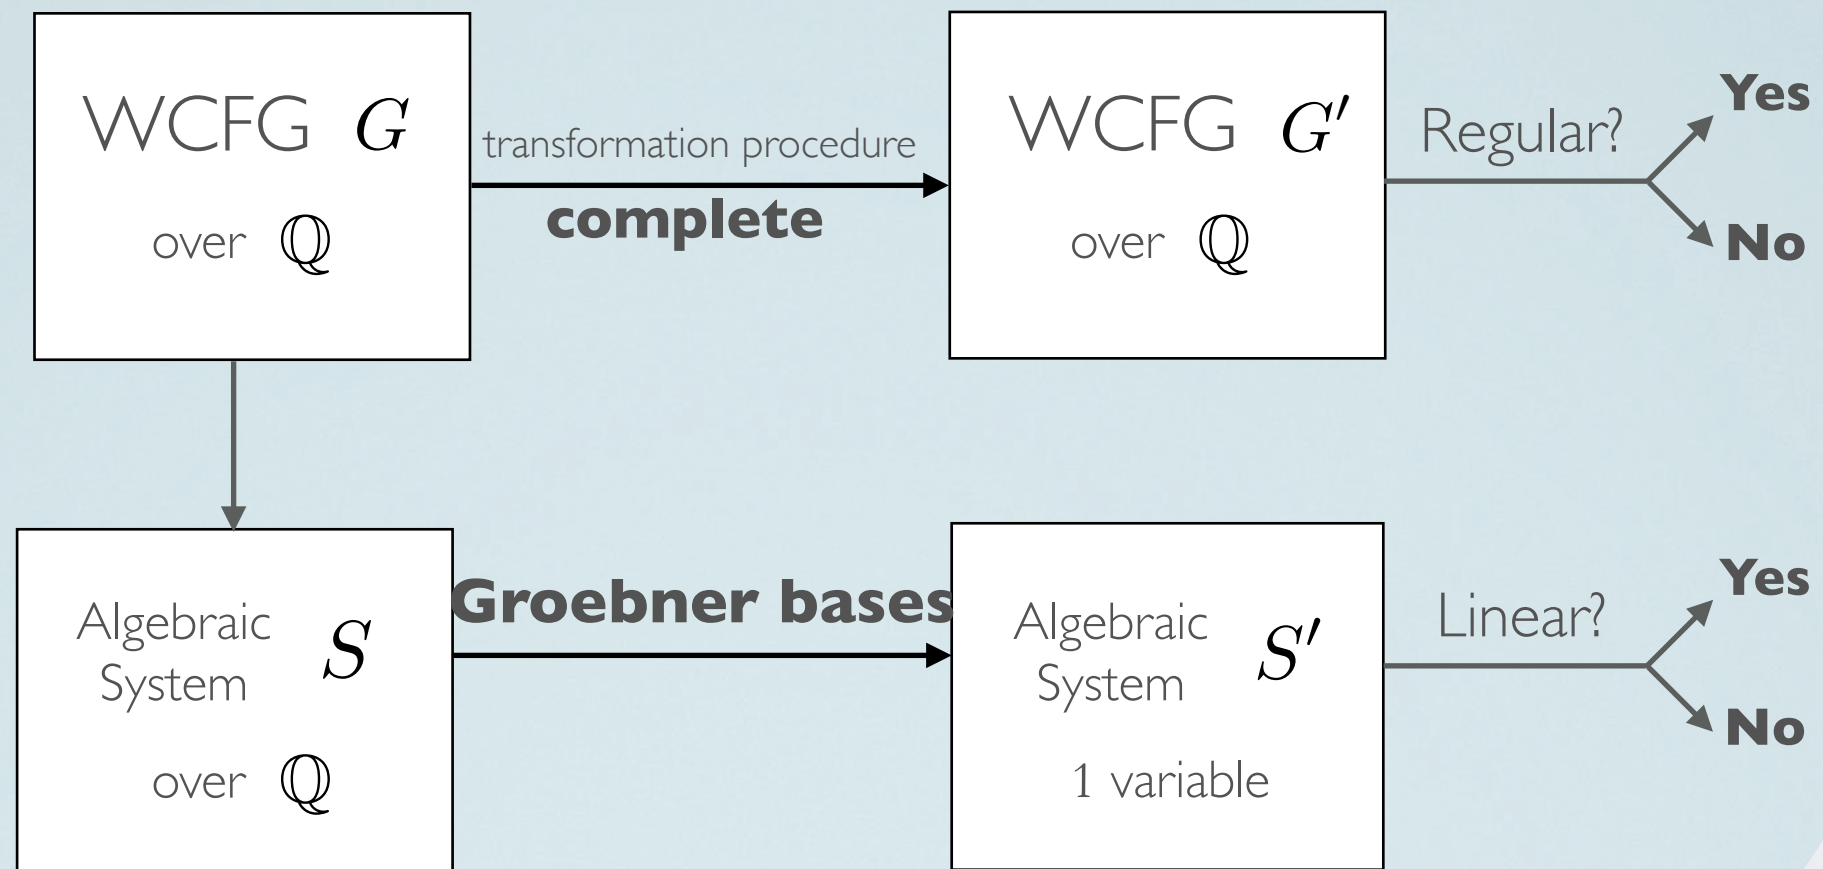 WCFG G
over ℚ
transformation procedure
complete
WCFG G′
over ℚ
Regular?
Yes
No
Algebraic
System S
over ℚ
Groebner bases
Algebraic
System S′
1 variable
Linear?
Yes
No